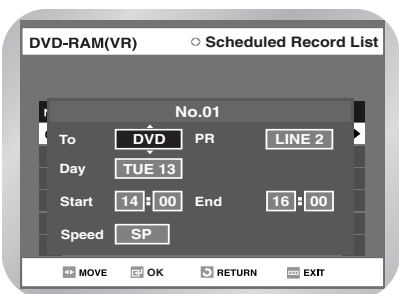 DVD-RAM(VR) Scheduled Record List
No.01
To DVD PR LINE 2
Day TUE 13
Start 14:00 End 16:00
Speed SP
MOVE OK RETURN EXIT